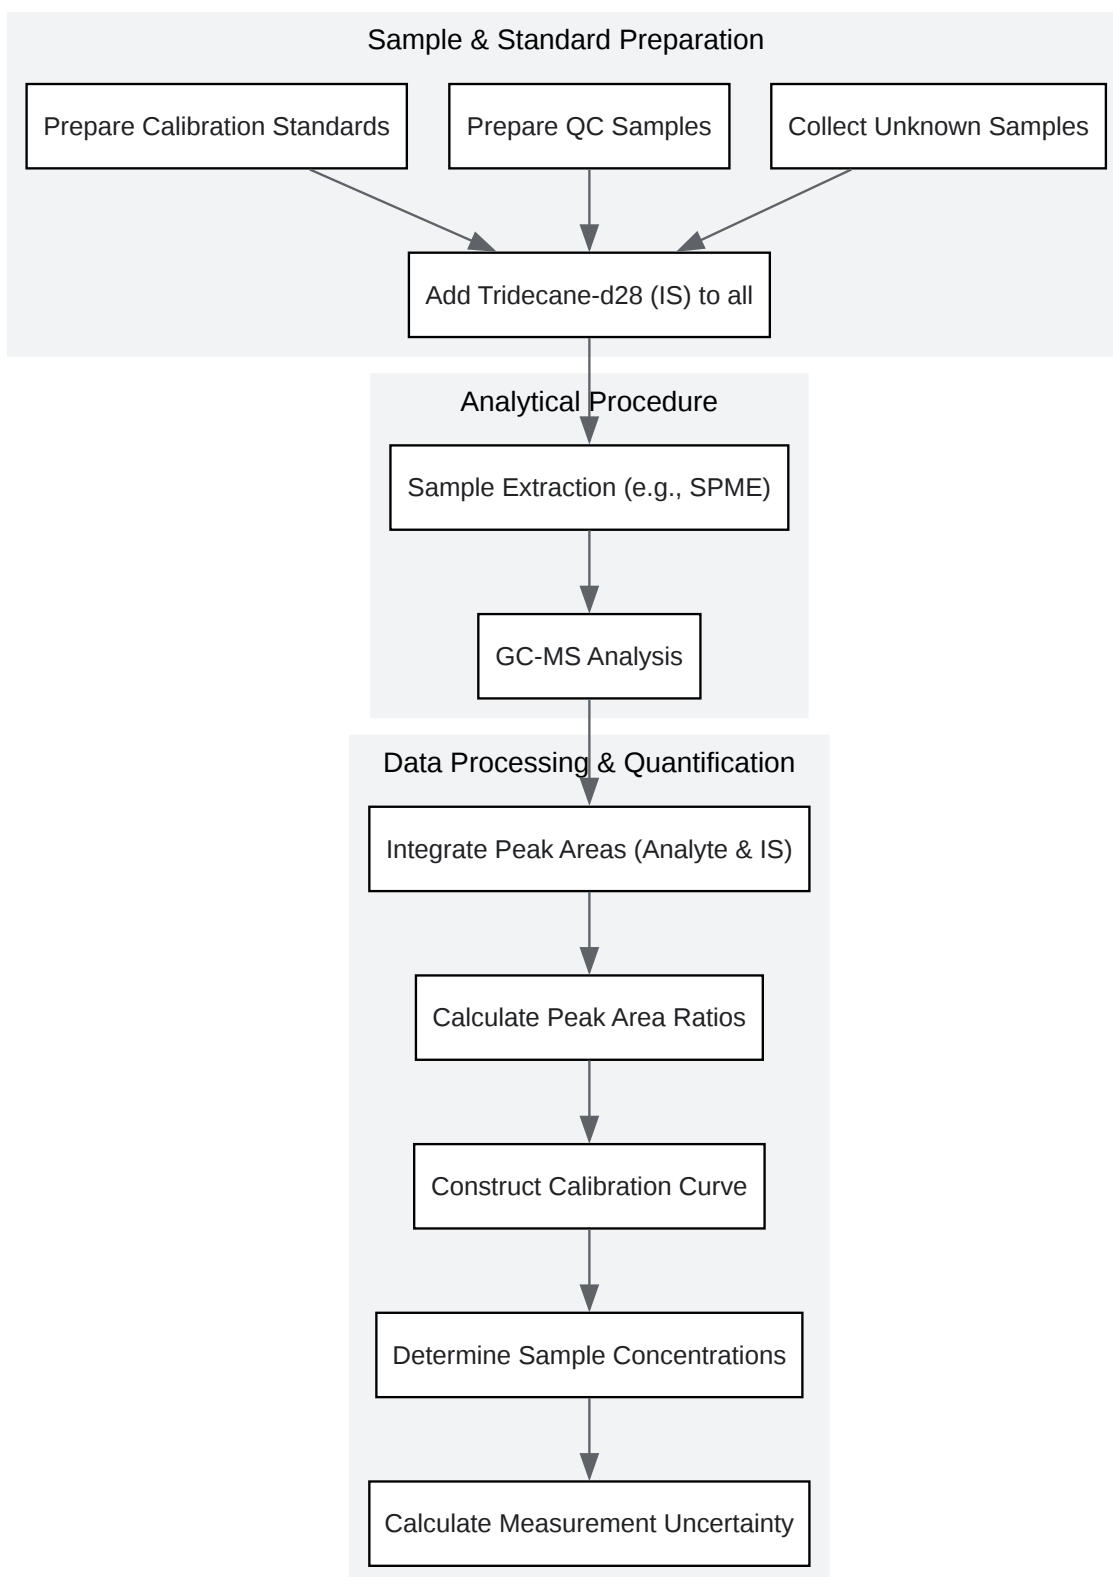 Sample & Standard Preparation
Prepare Calibration Standards
Prepare QC Samples
Collect Unknown Samples
Add Tridecane-d28 (IS) to all
Analytical Procedure
Sample Extraction (e.g., SPME)
GC-MS Analysis
Data Processing & Quantification
Integrate Peak Areas (Analyte & IS)
Calculate Peak Area Ratios
Construct Calibration Curve
Determine Sample Concentrations
Calculate Measurement Uncertainty